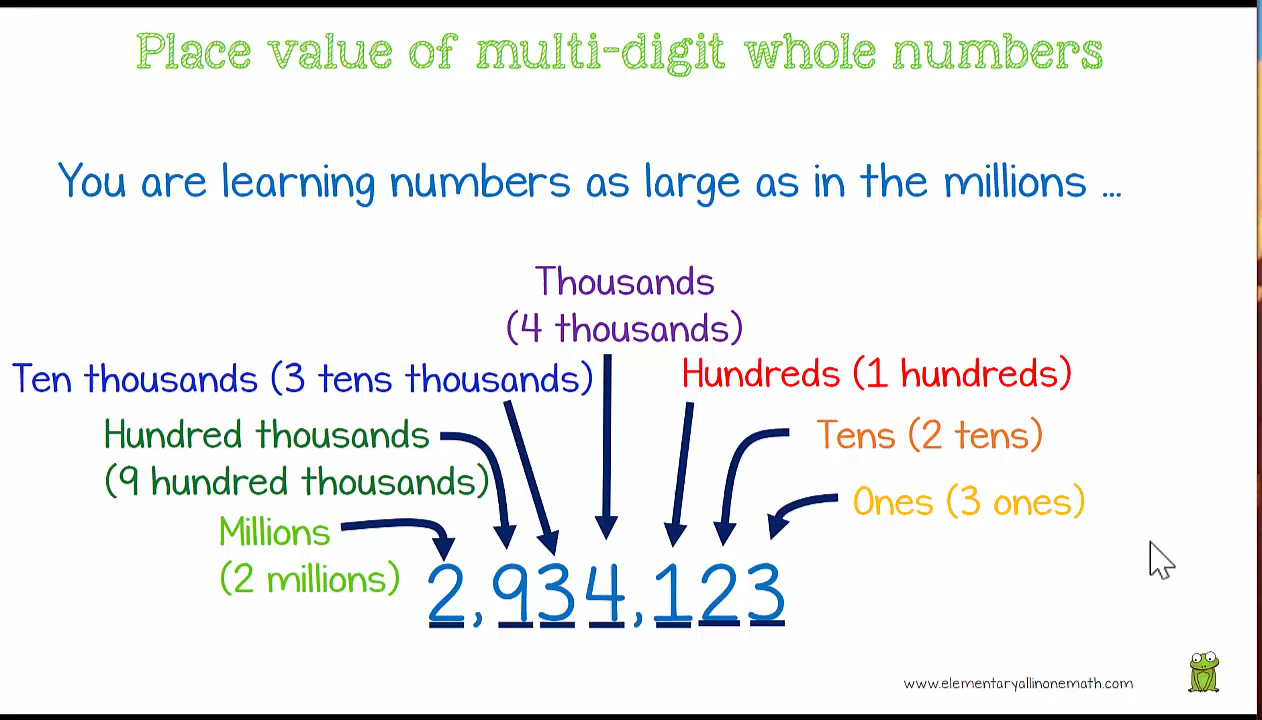 Place value of multi-digit whole numbers
You are learning numbers as large as in the millions ...
Thousands
(4 thousands)
Ten thousands (3 tens thousands)
Hundreds (1 hundreds)
Hundred thousands
(9 hundred thousands)
Tens (2 tens)
Ones (3 ones)
Millions
(2 millions)
2,934,123
www.elementaryallinonemath.com